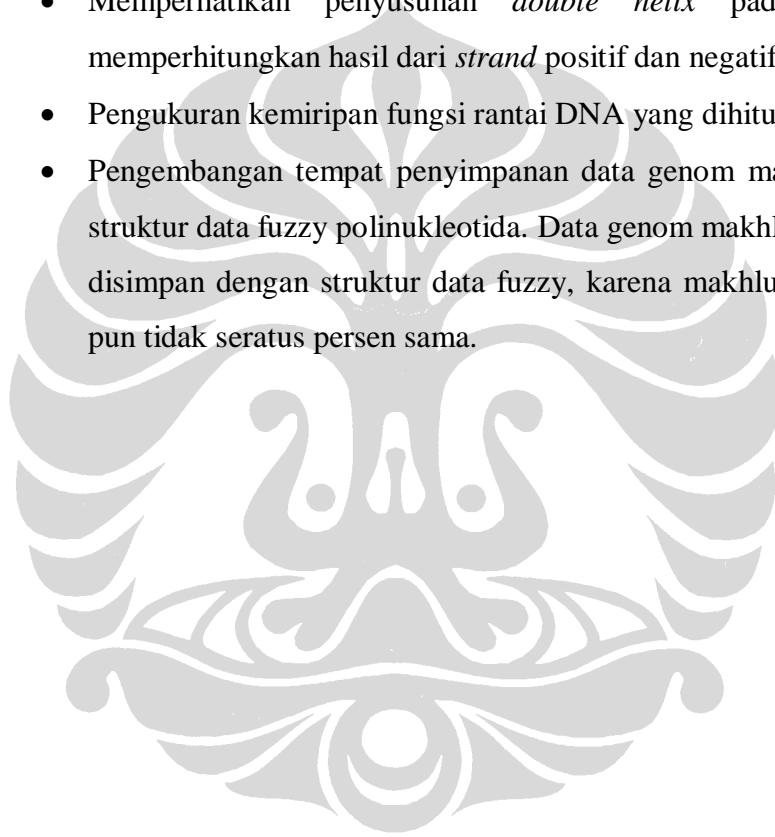 • Memperhatikan penyusunan double helix pad
memperhitungkan hasil dari strand positif dan negatif
• Pengukuran kemiripan fungsi rantai DNA yang dihitu
• Pengembangan tempat penyimpanan data genom ma
struktur data fuzzy polinukleotida. Data genom makhl
disimpan dengan struktur data fuzzy, karena makhlu
pun tidak seratus persen sama.